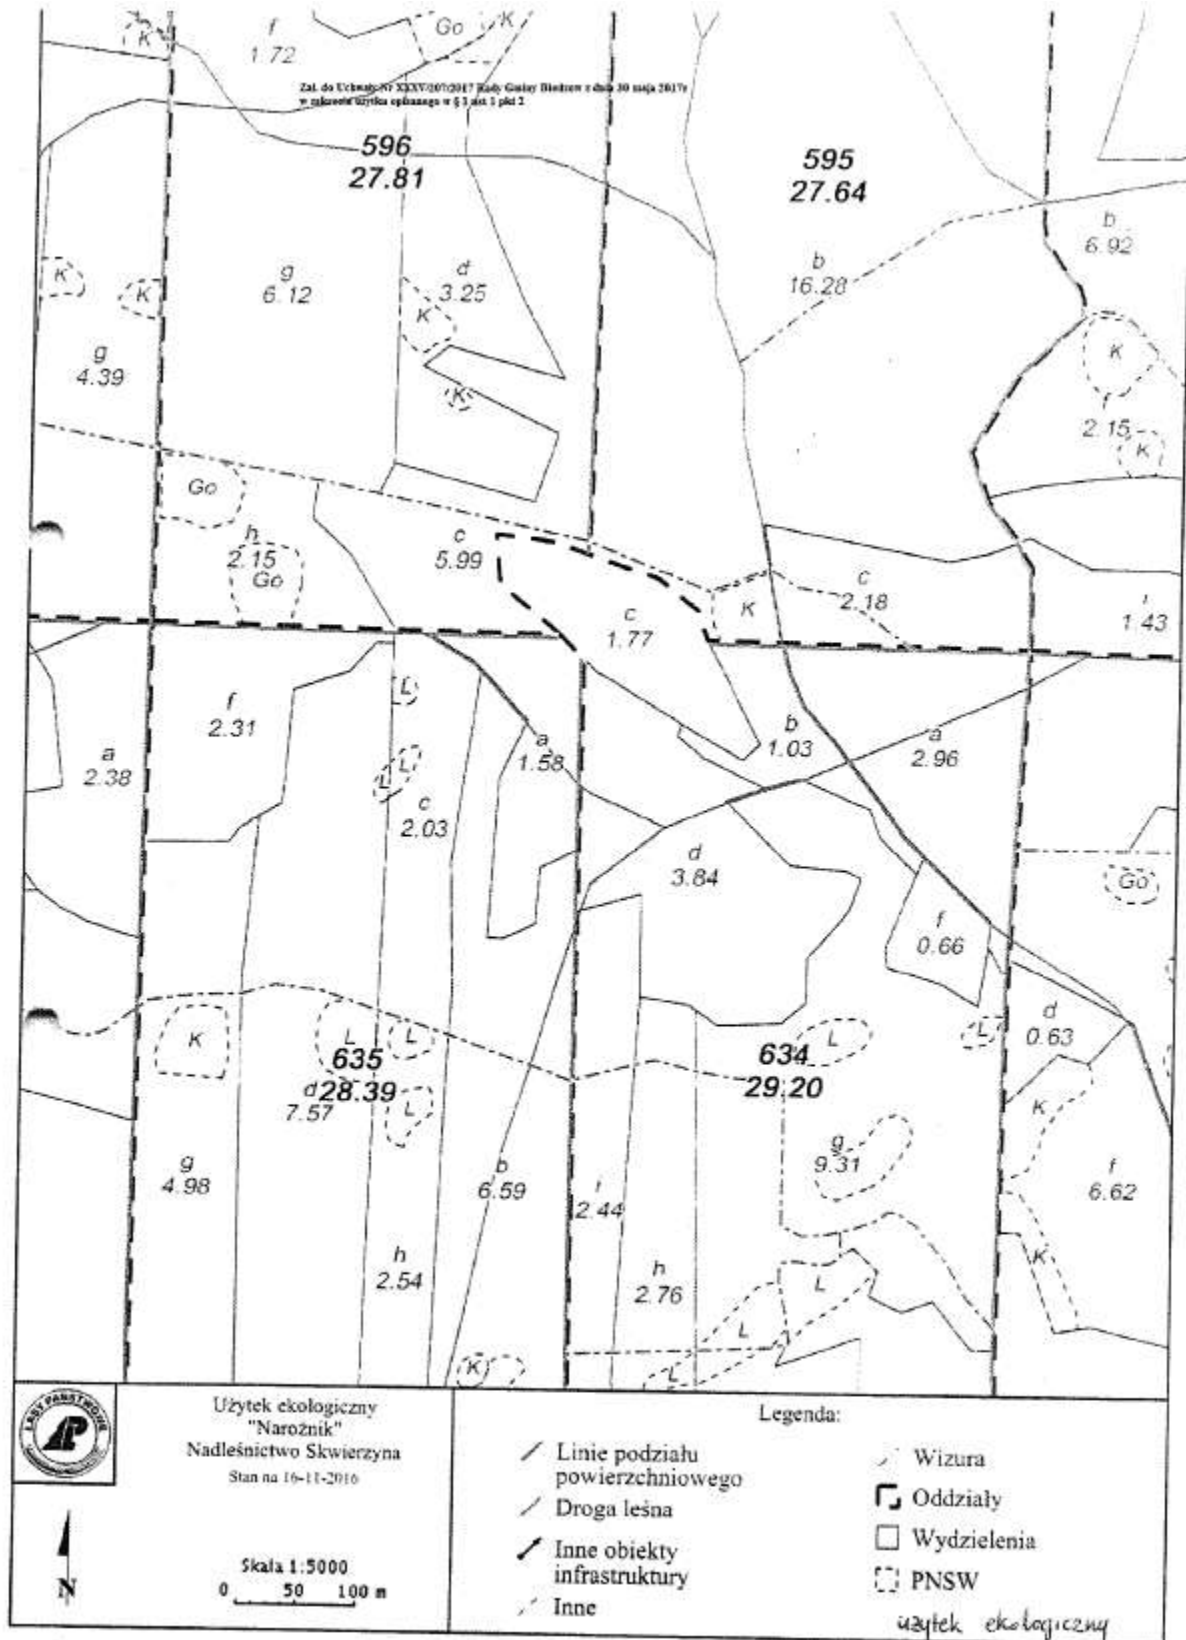 K
f
1.72
Go
K
Zał. do Uchwały Nr XXXV/207/2017 Rady Gminy Bledzew z dnia 30 maja 2017r
w zakresie użytku opisanego w § 1 ust 1 pkt 2
596
27.81
595
27.64
b
6.92
K
K
g
6.12
d
3.25
b
16.28
K
g
4.39
K
K
f
2.15
K
Go
h
2.15
Go
c
5.99
c
1.77
K
c
2.18
i
1.43
f
2.31
L
a
2.38
L
L
a
1.58
b
1.03
a
2.96
c
2.03
d
3.84
Go
f
0.66
d
0.63
K
L
L
635
28.39
d
7.57
L
L
634
29.20
L
K
g
4.98
b
6.59
i
2.44
g
9.31
f
6.62
h
2.54
h
2.76
L
K
L
K
L
LASY PAŃSTWOWE
Użytek ekologiczny
"Narożnik"
Nadleśnictwo Skwierzyna
Stan na 16-11-2016
N
Skala 1:5000
0 50 100 m
Legenda:
Linie podziału
powierzchniowego
Droga leśna
Inne obiekty
infrastruktury
Inne
Wizura
Oddziały
Wydzielenia
PNSW
użytek ekologiczny